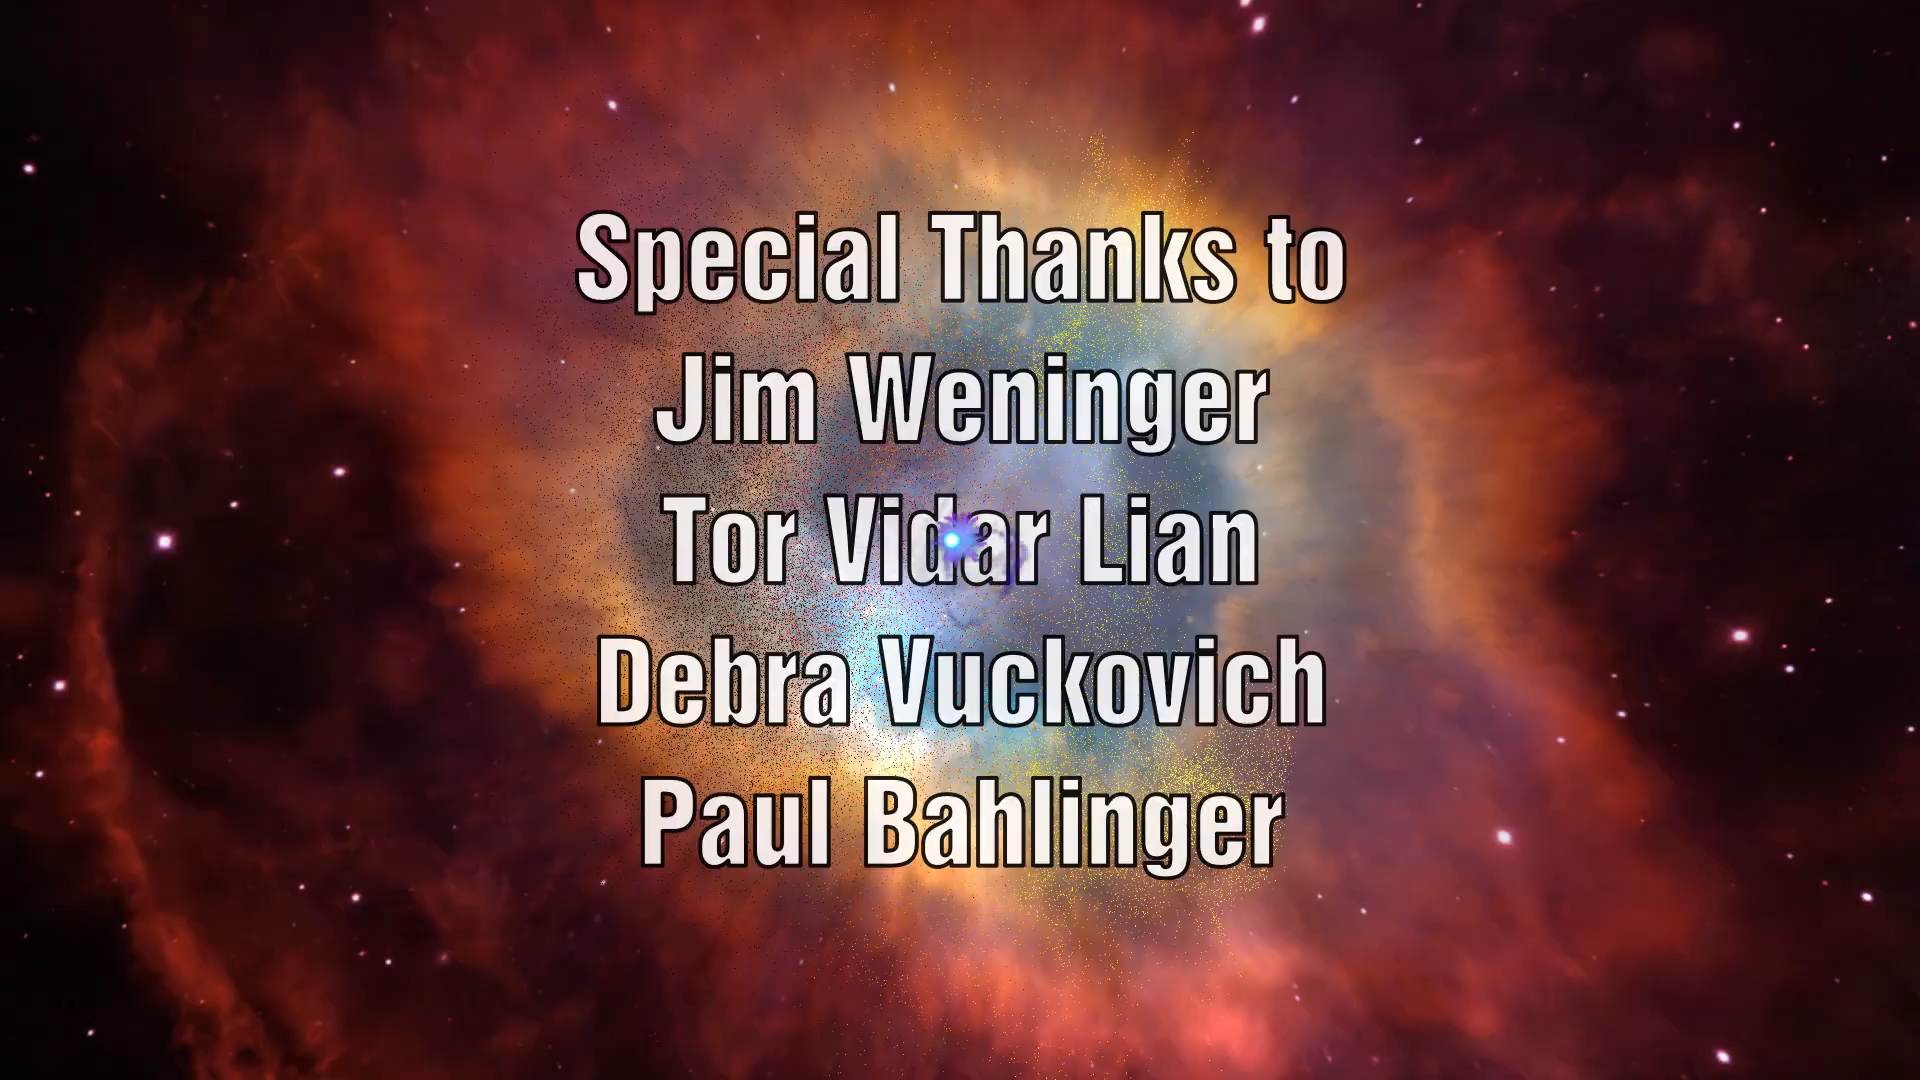 Special Thanks to
Jim Weninger
Tor Vidar Lian
Debra Vuckovich
Paul Bahlinger